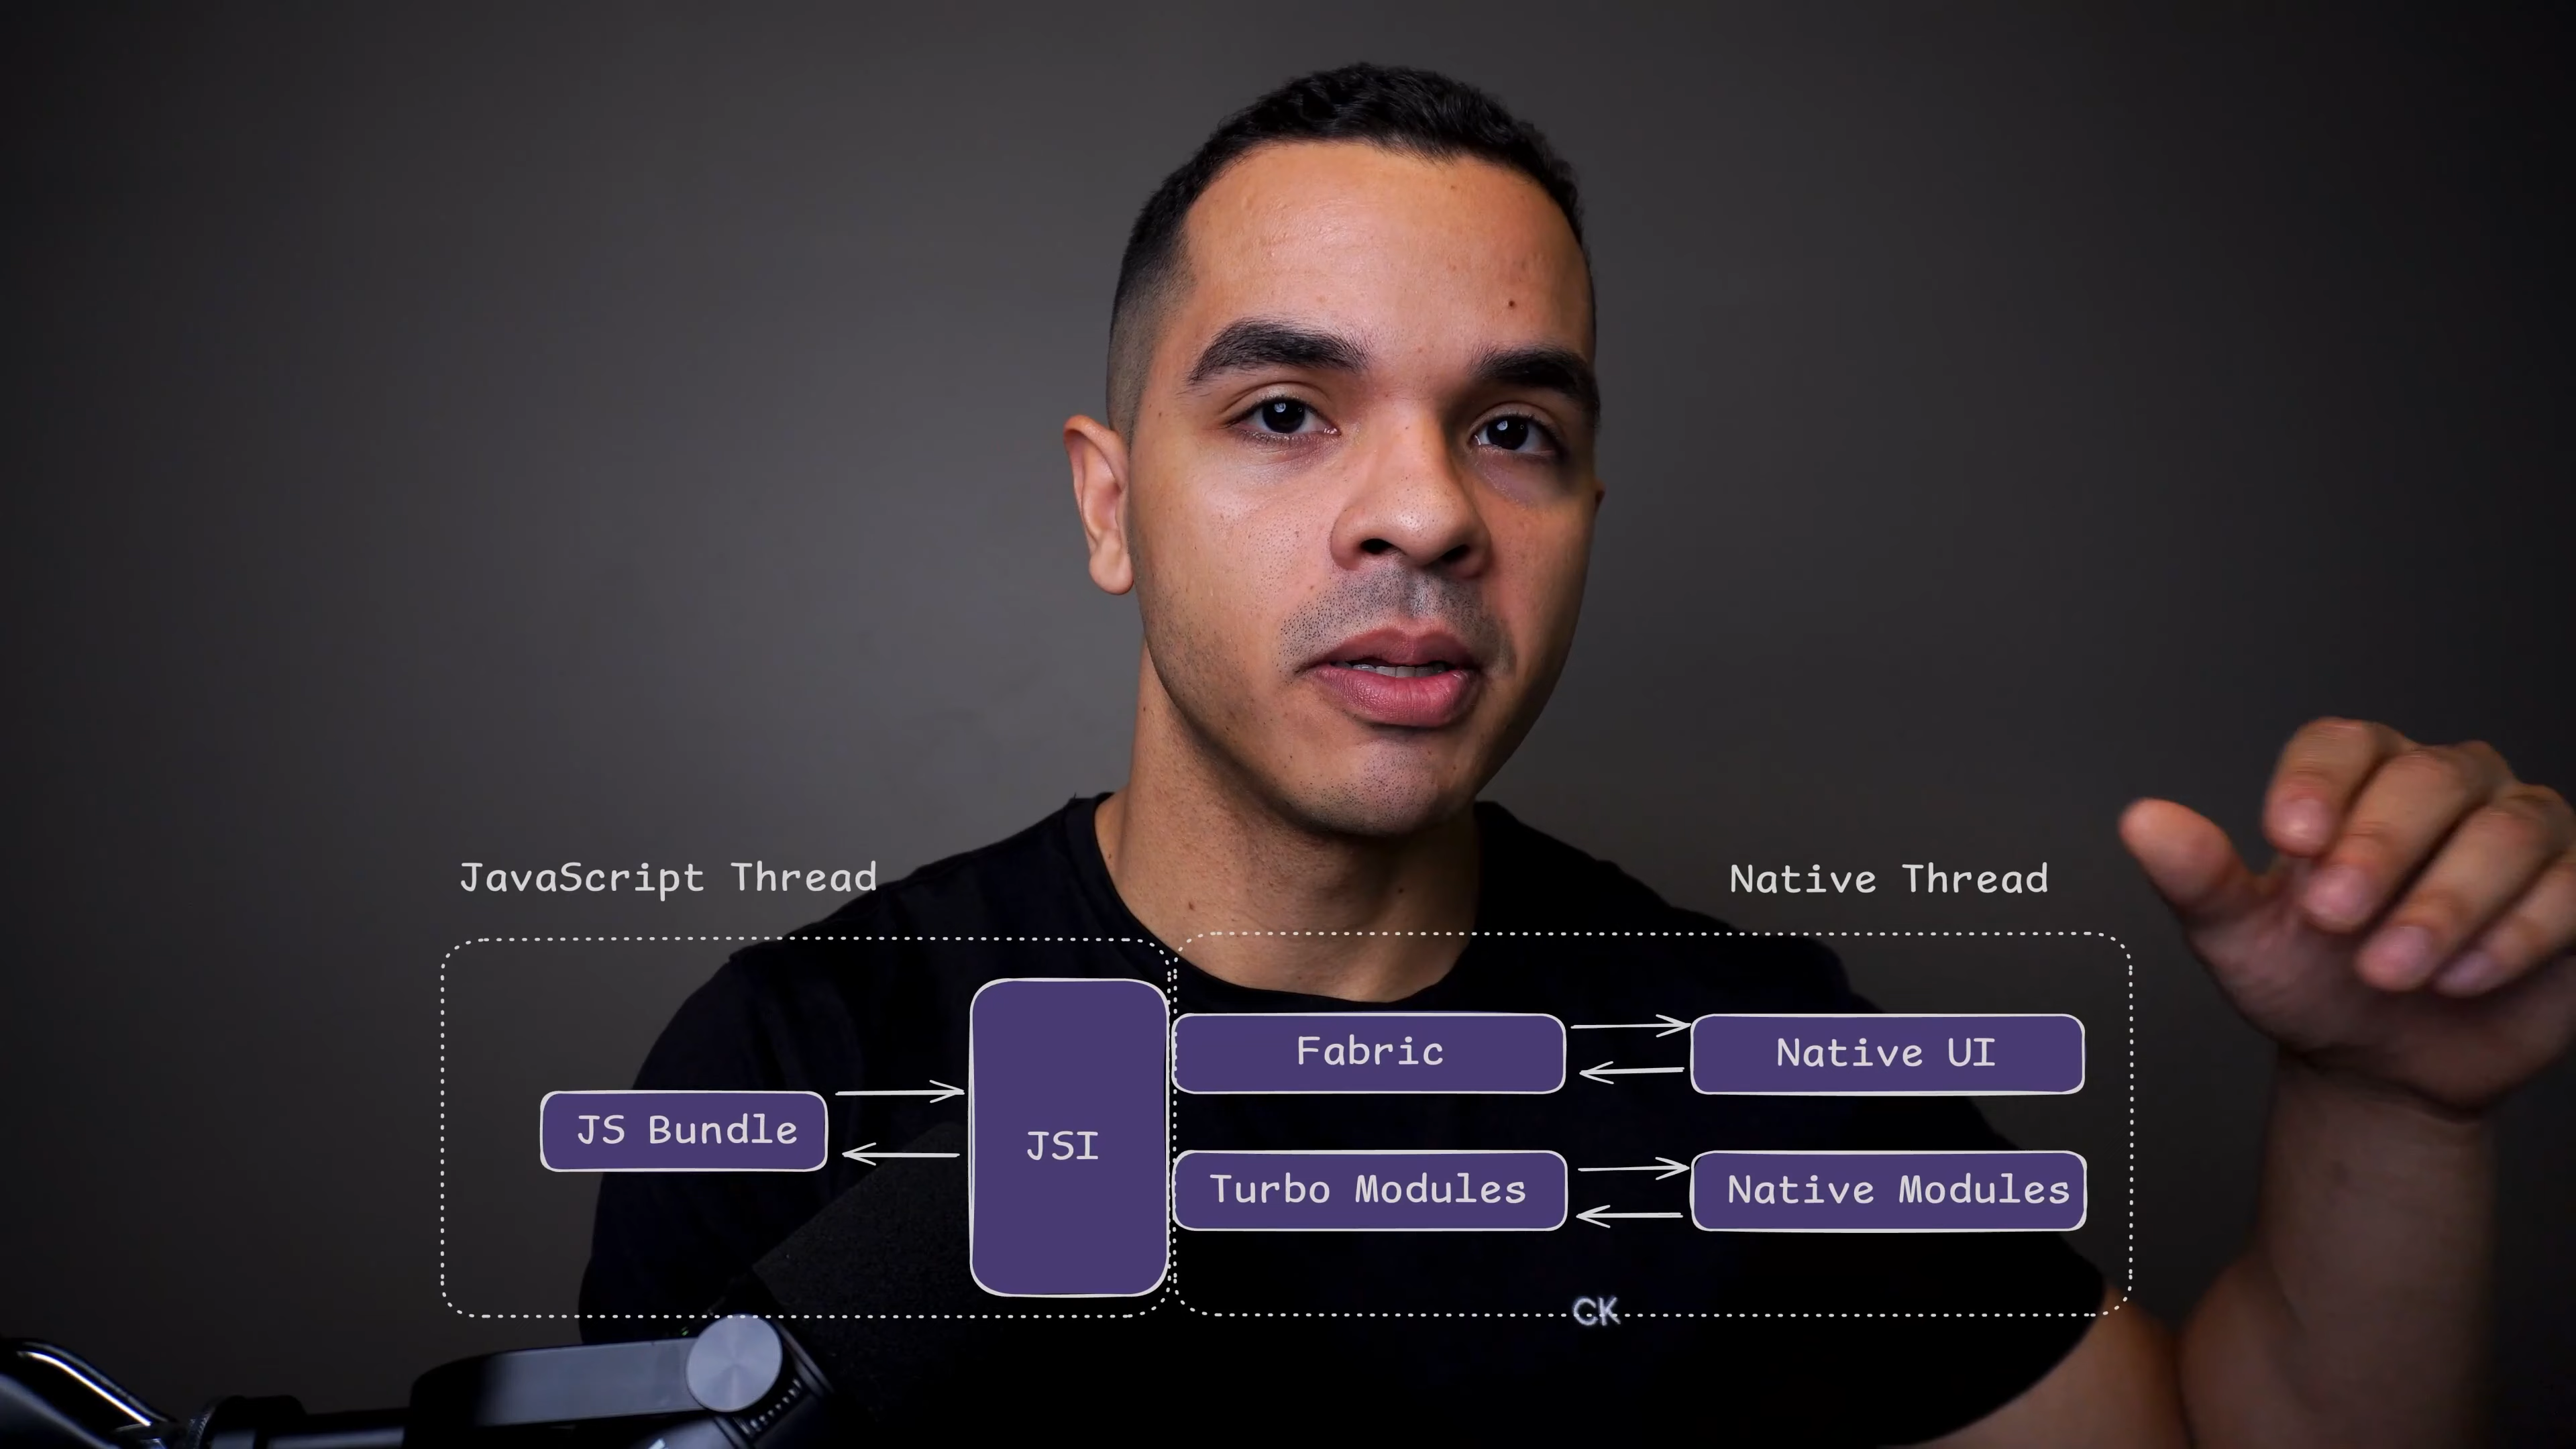 JavaScript Thread
Native Thread
JS Bundle
JSI
Fabric
Native UI
Turbo Modules
Native Modules
CK